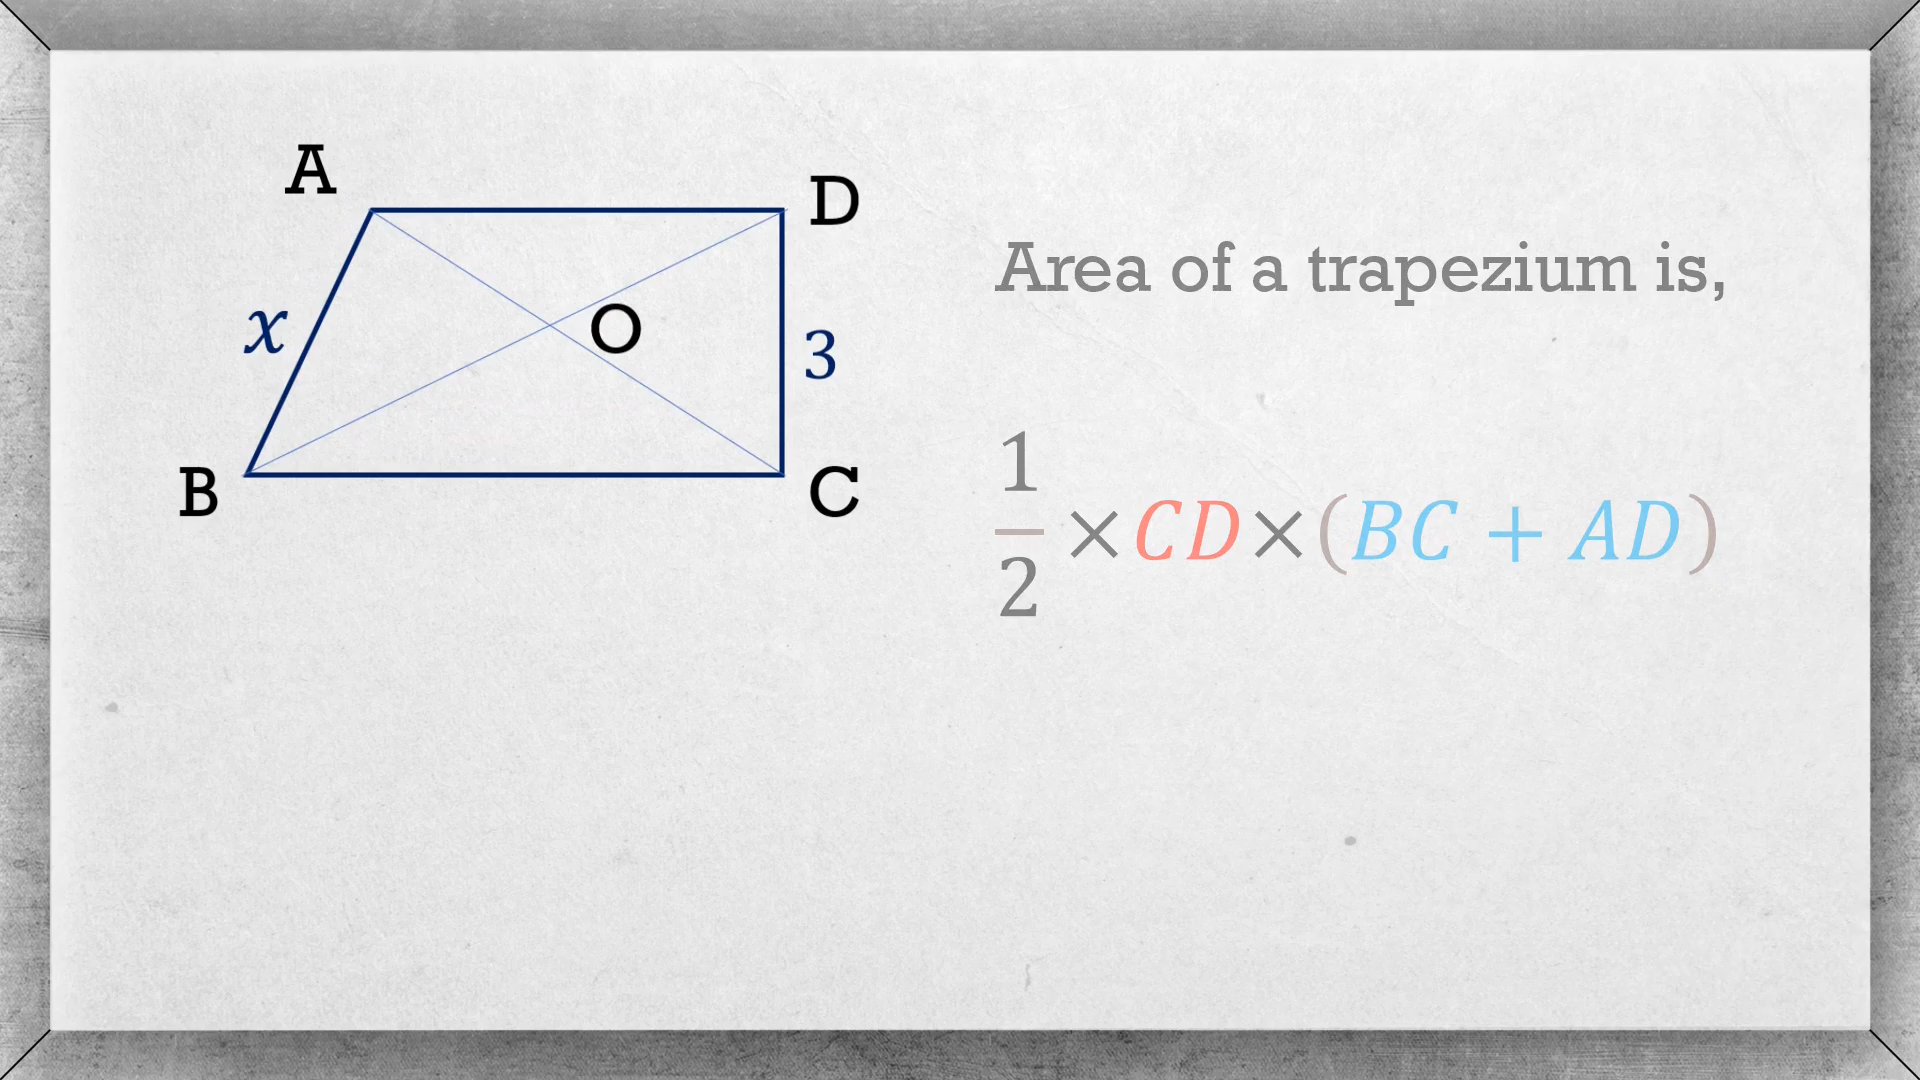 A
D
x
O
3
B
C
Area of a trapezium is,
1/2 × CD × (BC + AD)